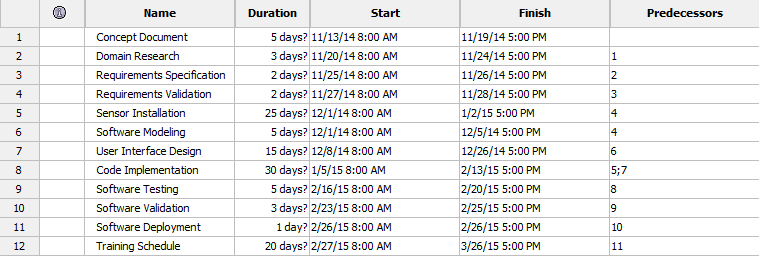 Name Duration Start Finish Predecessors
1 Concept Document 5 days? 11/13/14 8:00 AM 11/19/14 5:00 PM
2 Domain Research 3 days? 11/20/14 8:00 AM 11/24/14 5:00 PM 1
3 Requirements Specification 2 days? 11/25/14 8:00 AM 11/26/14 5:00 PM 2
4 Requirements Validation 2 days? 11/27/14 8:00 AM 11/28/14 5:00 PM 3
5 Sensor Installation 25 days? 12/1/14 8:00 AM 1/2/15 5:00 PM 4
6 Software Modeling 5 days? 12/1/14 8:00 AM 12/5/14 5:00 PM 4
7 User Interface Design 15 days? 12/8/14 8:00 AM 12/26/14 5:00 PM 6
8 Code Implementation 30 days? 1/5/15 8:00 AM 2/13/15 5:00 PM 5;7
9 Software Testing 5 days? 2/16/15 8:00 AM 2/20/15 5:00 PM 8
10 Software Validation 3 days? 2/23/15 8:00 AM 2/25/15 5:00 PM 9
11 Software Deployment 1 day? 2/26/15 8:00 AM 2/26/15 5:00 PM 10
12 Training Schedule 20 days? 2/27/15 8:00 AM 3/26/15 5:00 PM 11